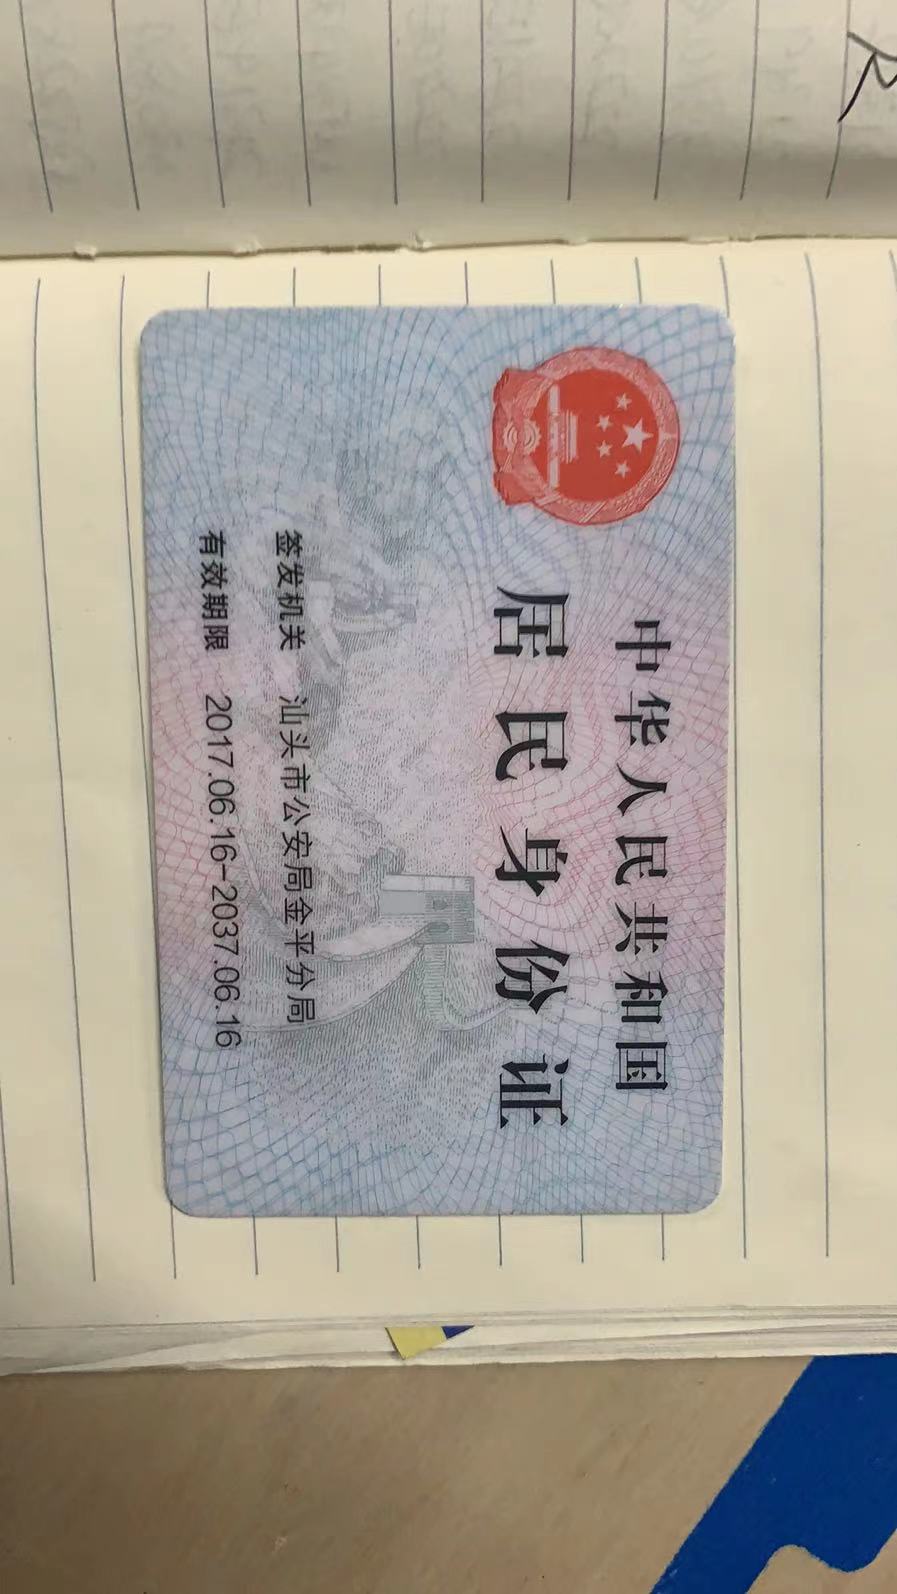 中华人民共和国
居民身份证
签发机关 汕头市公安局金平分局
有效期限 2017.06.16-2037.06.16